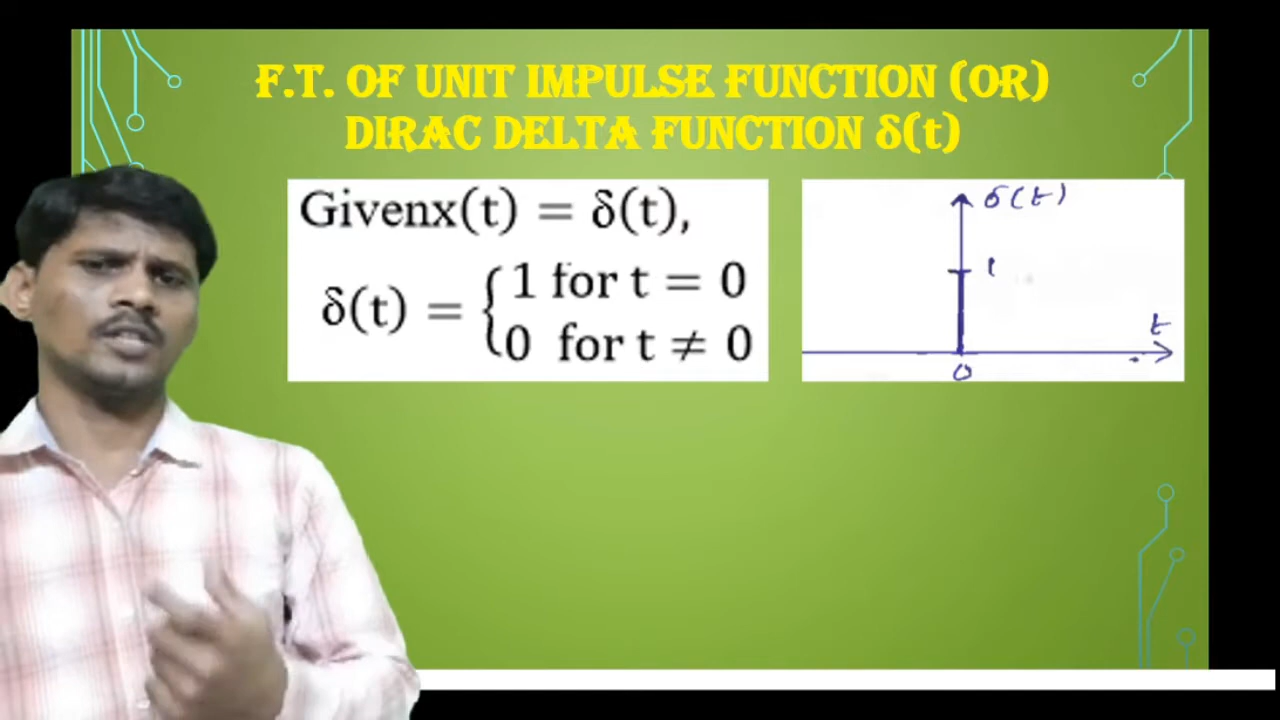 F.T. OF UNIT IMPULSE FUNCTION (OR)
DIRAC DELTA FUNCTION δ(t)
Givenx(t) = δ(t),
δ(t) = { 1 for t = 0
0 for t ≠ 0
δ(t)
1
t
0